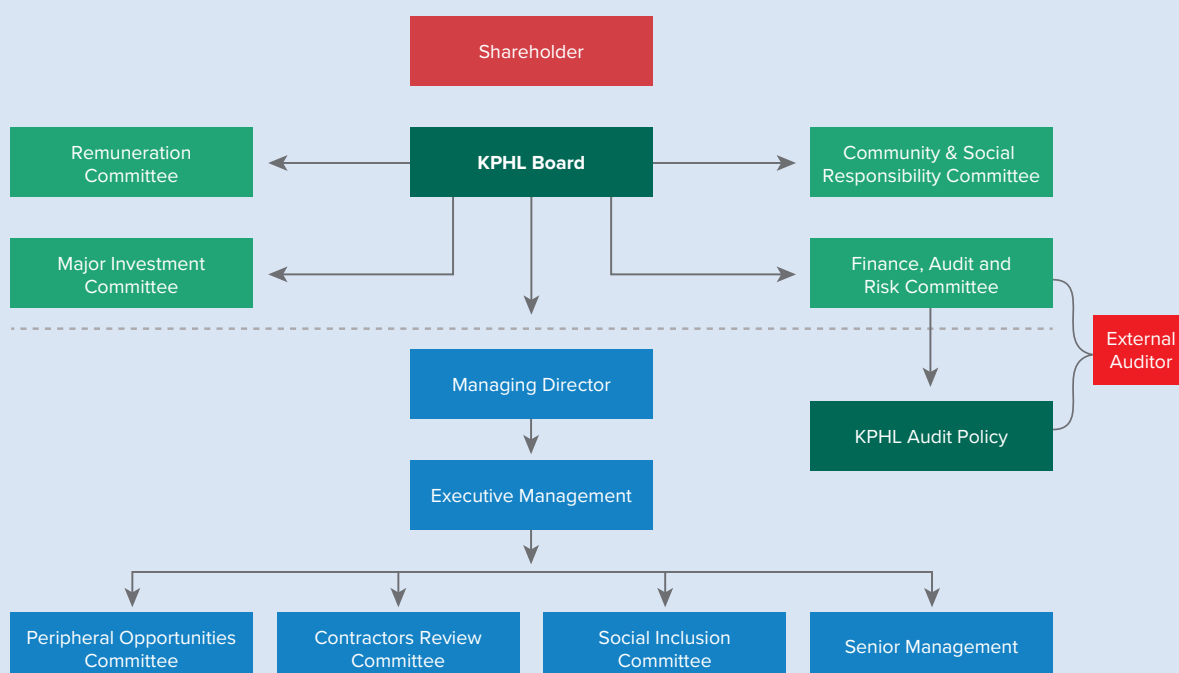 Shareholder
Remuneration
Committee
KPHL Board
Community & Social
Responsibility Committee
Major Investment
Committee
Finance, Audit and
Risk Committee
External
Auditor
Managing Director
KPHL Audit Policy
Executive Management
Peripheral Opportunities
Committee
Contractors Review
Committee
Social Inclusion
Committee
Senior Management